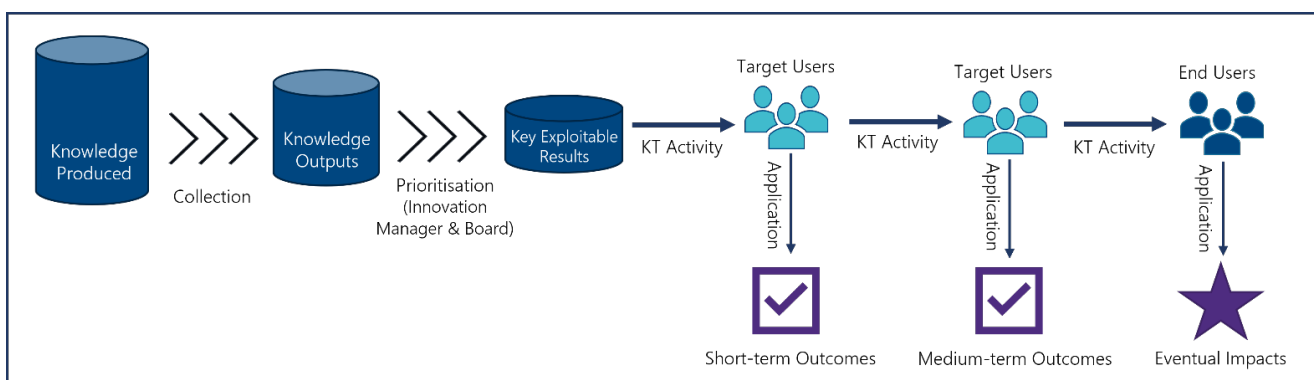 Knowledge
Produced
Collection
Knowledge
Outputs
Prioritisation
(Innovation
Manager & Board)
Key Exploitable
Results
KT Activity
Target Users
Application
Short-term Outcomes
KT Activity
Target Users
Application
Medium-term Outcomes
KT Activity
End Users
Application
Eventual Impacts